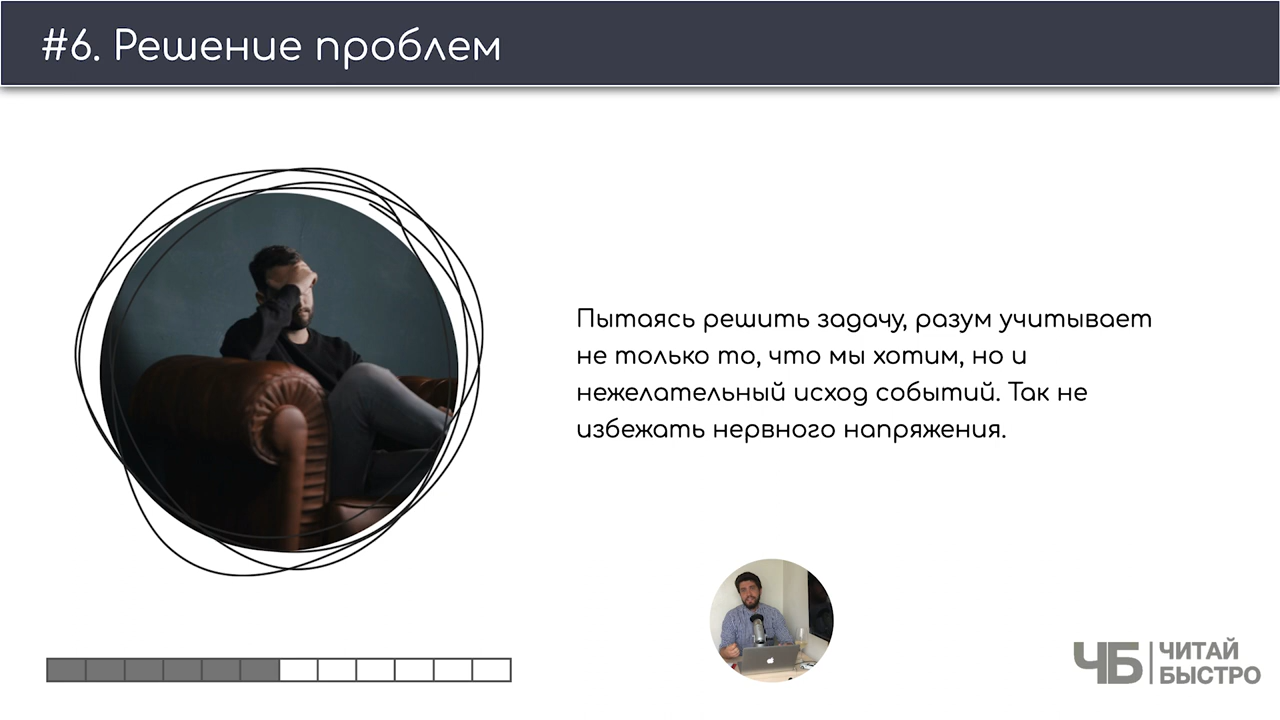 #6. Решение проблем
Пытаясь решить задачу, разум учитывает
не только то, что мы хотим, но и
нежелательный исход событий. Так не
избежать нервного напряжения.
ЧБ
ЧИТАЙ
БЫСТРО